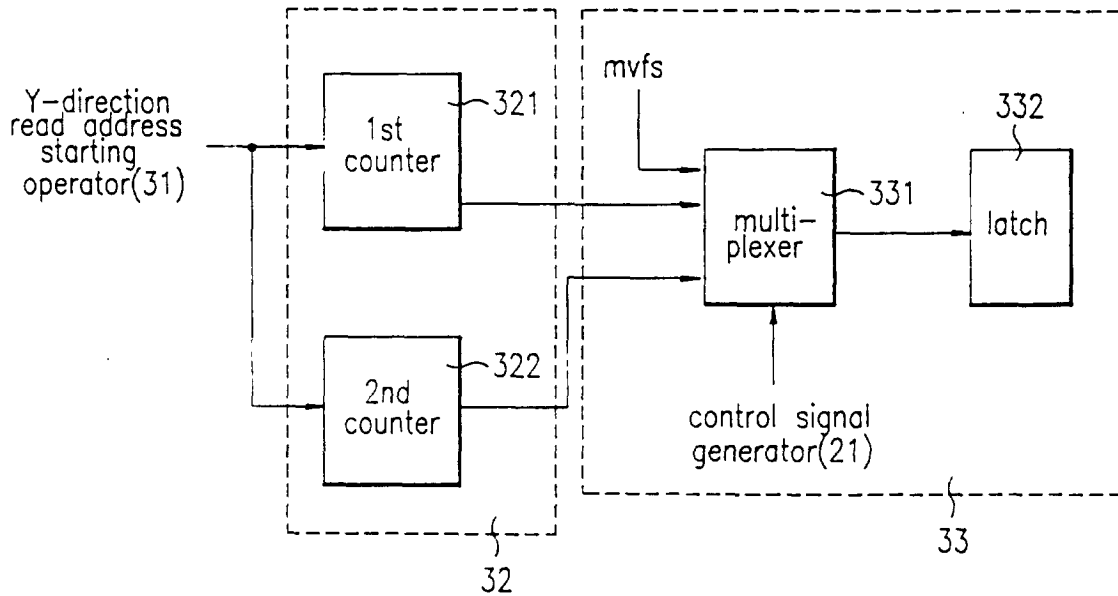 Y-direction
read address
starting
operator(31)
1st
counter
321
2nd
counter
322
32
mvfs
multi-
plexer
331
332
latch
control signal
generator(21)
33